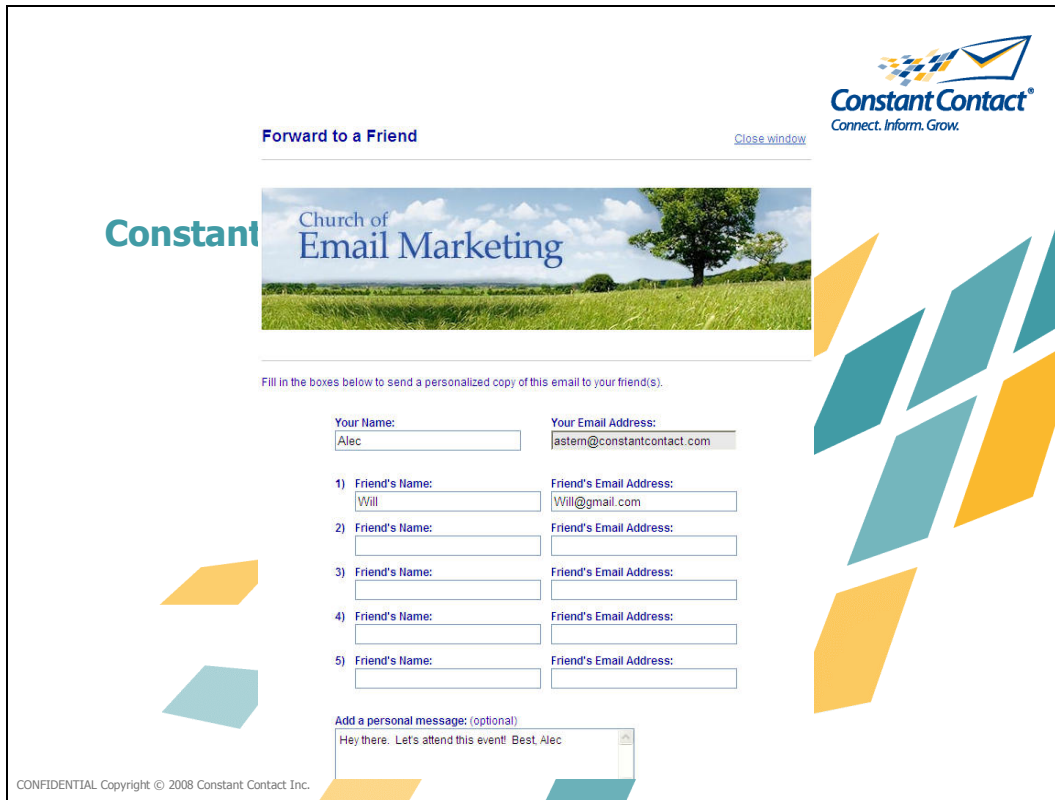 Constant Contact®
Connect. Inform. Grow.
Forward to a Friend
Close window
Constant
Church of
Email Marketing
Fill in the boxes below to send a personalized copy of this email to your friend(s).
Your Name: Your Email Address:
Alec astern@constantcontact.com
1) Friend's Name: Friend's Email Address:
Will Will@gmail.com
2) Friend's Name: Friend's Email Address:
3) Friend's Name: Friend's Email Address:
4) Friend's Name: Friend's Email Address:
5) Friend's Name: Friend's Email Address:
Add a personal message: (optional)
Hey there. Let's attend this event! Best, Alec
CONFIDENTIAL Copyright © 2008 Constant Contact Inc.